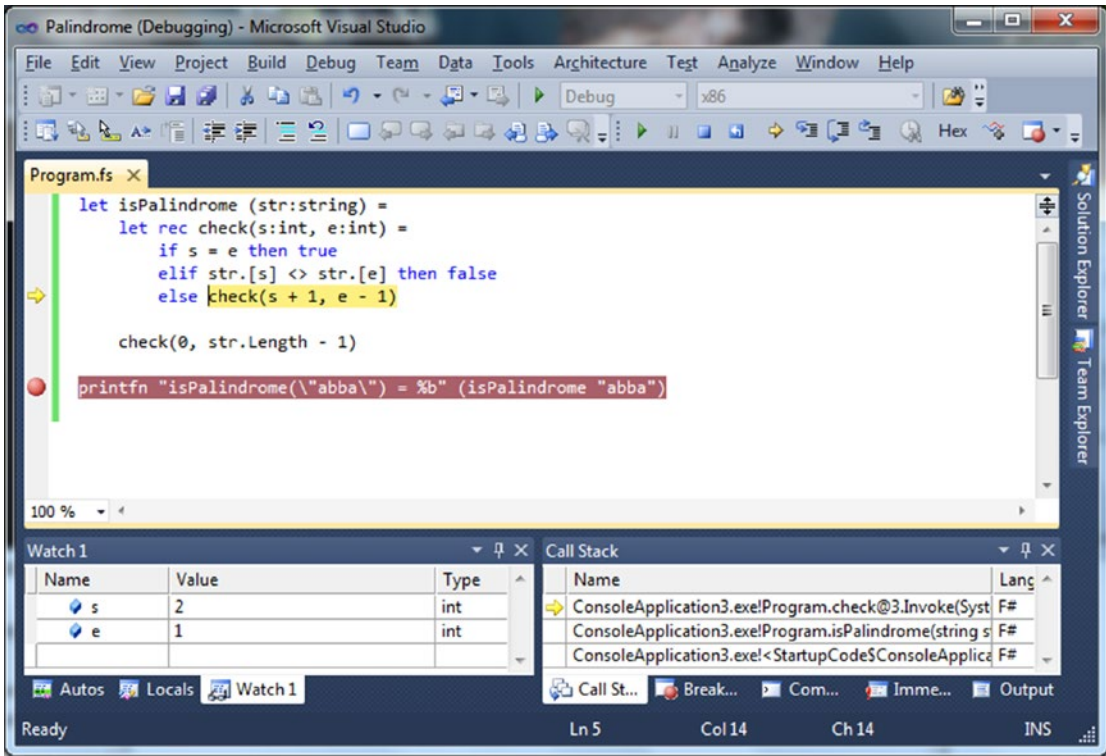 Palindrome (Debugging) - Microsoft Visual Studio
File Edit View Project Build Debug Team Data Tools Architecture Test Analyze Window Help
Debug x86
Hex
Program.fs
let isPalindrome (str:string) =
let rec check(s:int, e:int) =
if s = e then true
elif str.[s] <> str.[e] then false
else check(s + 1, e - 1)
check(0, str.Length - 1)
printfn "isPalindrome(\"abba\") = %b" (isPalindrome "abba")
100 %
Solution Explorer
Team Explorer
Watch 1
Name Value Type
s 2 int
e 1 int
Autos Locals Watch 1
Call Stack
Name Lang
ConsoleApplication3.exe!Program.check@3.Invoke(Syst F#
ConsoleApplication3.exe!Program.isPalindrome(string s F#
ConsoleApplication3.exe!<StartupCode$ConsoleApplica F#
Call St... Break... Com... Imme... Output
Ready Ln 5 Col 14 Ch 14 INS